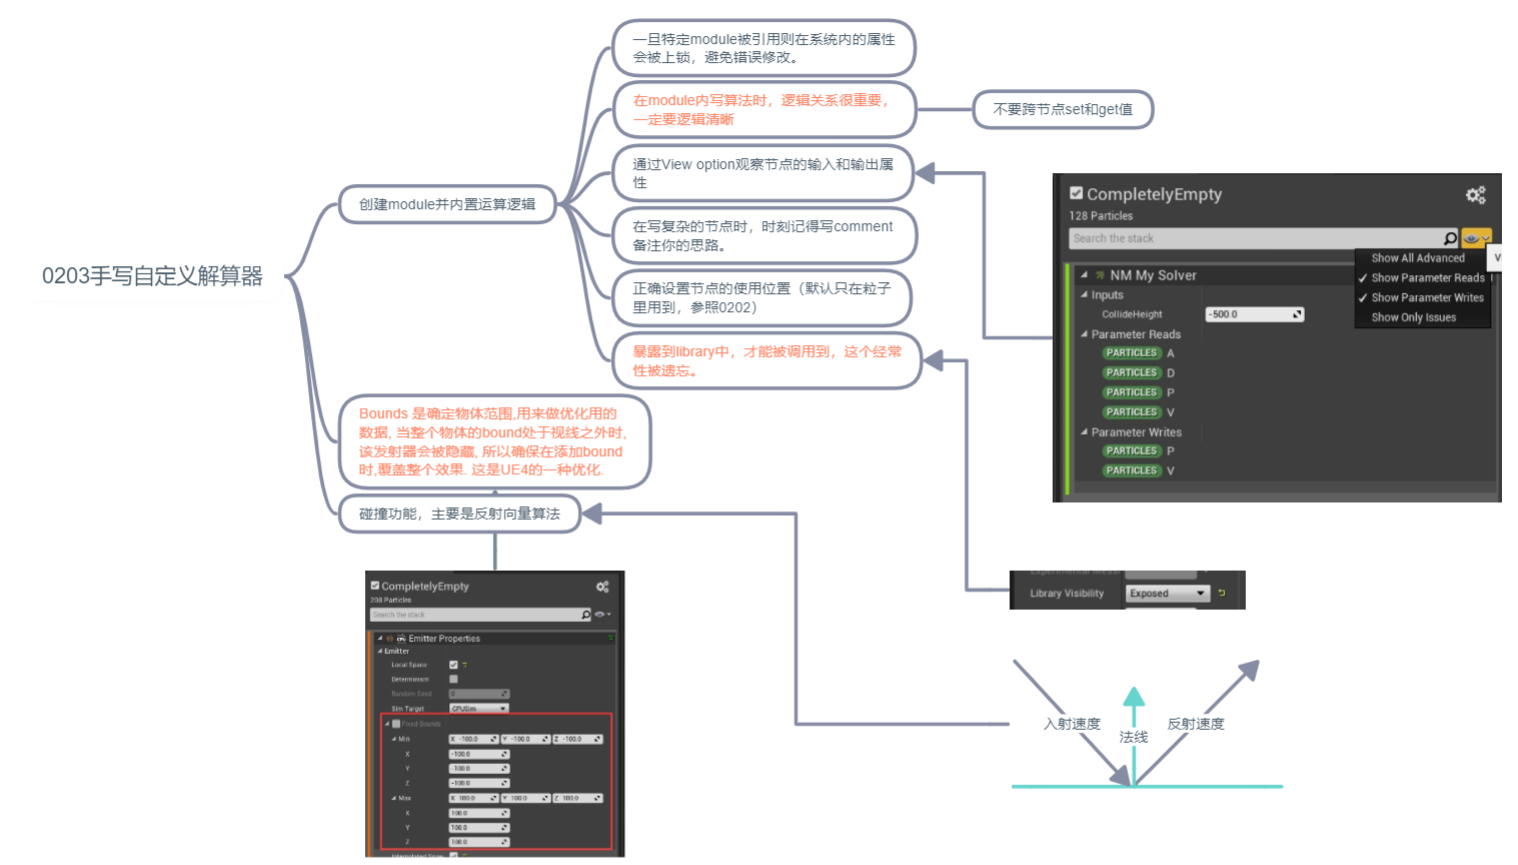 0203手写自定义解算器
创建module并内置运算逻辑
一旦特定module被引用则在系统内的属性
会被上锁，避免错误修改。
在module内写算法时，逻辑关系很重要，
一定要逻辑清晰
不要跨节点set和get值
通过View option观察节点的输入和输出属
性
在写复杂的节点时，时刻记得写comment
备注你的思路。
正确设置节点的使用位置（默认只在粒子
里用到，参照0202）
暴露到library中，才能被调用到，这个经常
性被遗忘。
Bounds 是确定物体范围,用来做优化用的
数据, 当整个物体的bound处于视线之外时,
该发射器会被隐藏, 所以确保在添加bound
时,覆盖整个效果. 这是UE4的一种优化.
碰撞功能，主要是反射向量算法
CompletelyEmpty
128 Particles
Search the stack
Show All Advanced
Show Parameter Reads
Show Parameter Writes
Show Only Issues
V
NM My Solver
Inputs
CollideHeight -500.0
Parameter Reads
PARTICLES A
PARTICLES D
PARTICLES P
PARTICLES V
Parameter Writes
PARTICLES P
PARTICLES V
Library Visibility Exposed
入射速度
法线
反射速度
CompletelyEmpty
208 Particles
Search the stack
Emitter Properties
Emitter
Local Space
Determinism
Random Seed 0
Sim Target CPUSim
Fixed Bounds
Min X -100.0 Y -100.0 Z -100.0
X -100.0
Y -100.0
Z -100.0
Max X 100.0 Y 100.0 Z 100.0
X 100.0
Y 100.0
Z 100.0